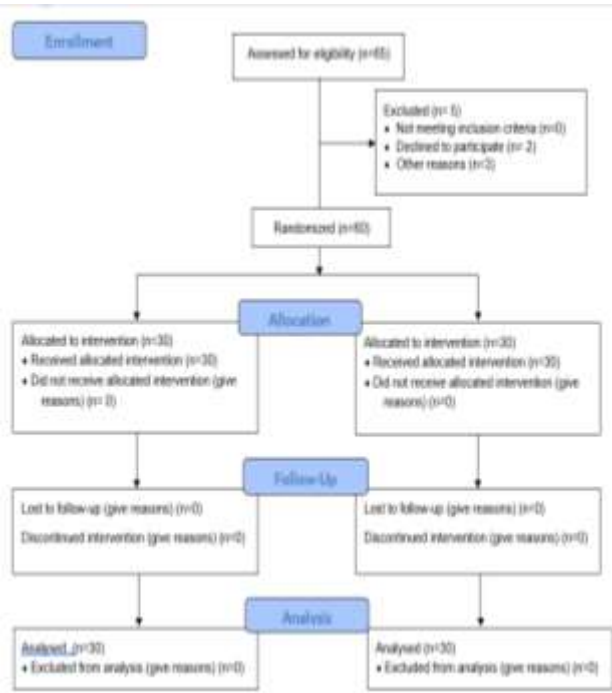 Enrollment
Assessed for eligibility (n=65)
Excluded (n= 5)
♦ Not meeting inclusion criteria (n=0)
♦ Declined to participate (n= 2)
♦ Other reasons (n=3)
Randomized (n=60)
Allocation
Allocated to intervention (n=30)
♦ Received allocated intervention (n=30)
♦ Did not receive allocated intervention (give
reasons) (n= 0)
Allocated to intervention (n=30)
♦ Received allocated intervention (n=30)
♦ Did not receive allocated intervention (give
reasons) (n=0)
Follow-Up
Lost to follow-up (give reasons) (n=0)
Discontinued intervention (give reasons) (n=0)
Lost to follow-up (give reasons) (n=0)
Discontinued intervention (give reasons) (n=0)
Analysis
Analysed (n=30)
♦ Excluded from analysis (give reasons) (n=0)
Analysed (n=30)
♦ Excluded from analysis (give reasons) (n=0)